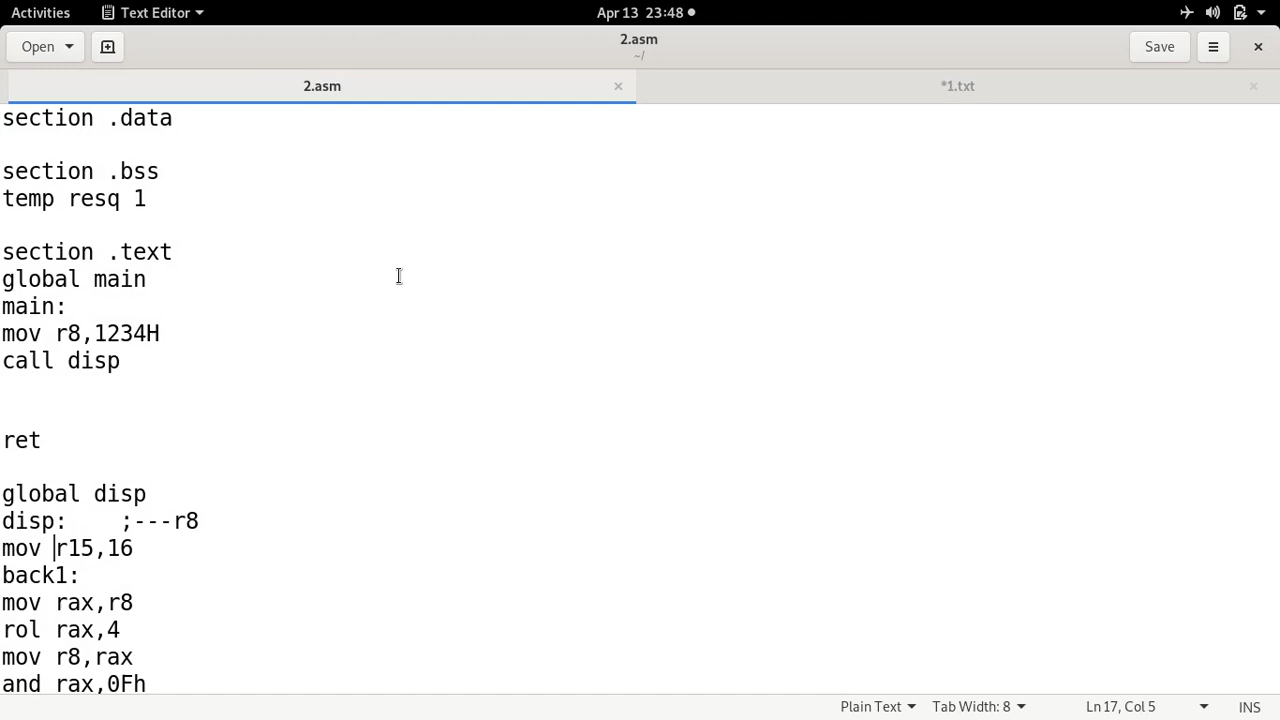 Activities
Text Editor
Apr 13 23:48
Open
2.asm
~/
Save
2.asm
*1.txt
section .data
section .bss
temp resq 1
section .text
global main
main:
mov r8,1234H
call disp
ret
global disp
disp:    ;---r8
mov r15,16
back1:
mov rax,r8
rol rax,4
mov r8,rax
and rax,0Fh
Plain Text
Tab Width: 8
Ln 17, Col 5
INS